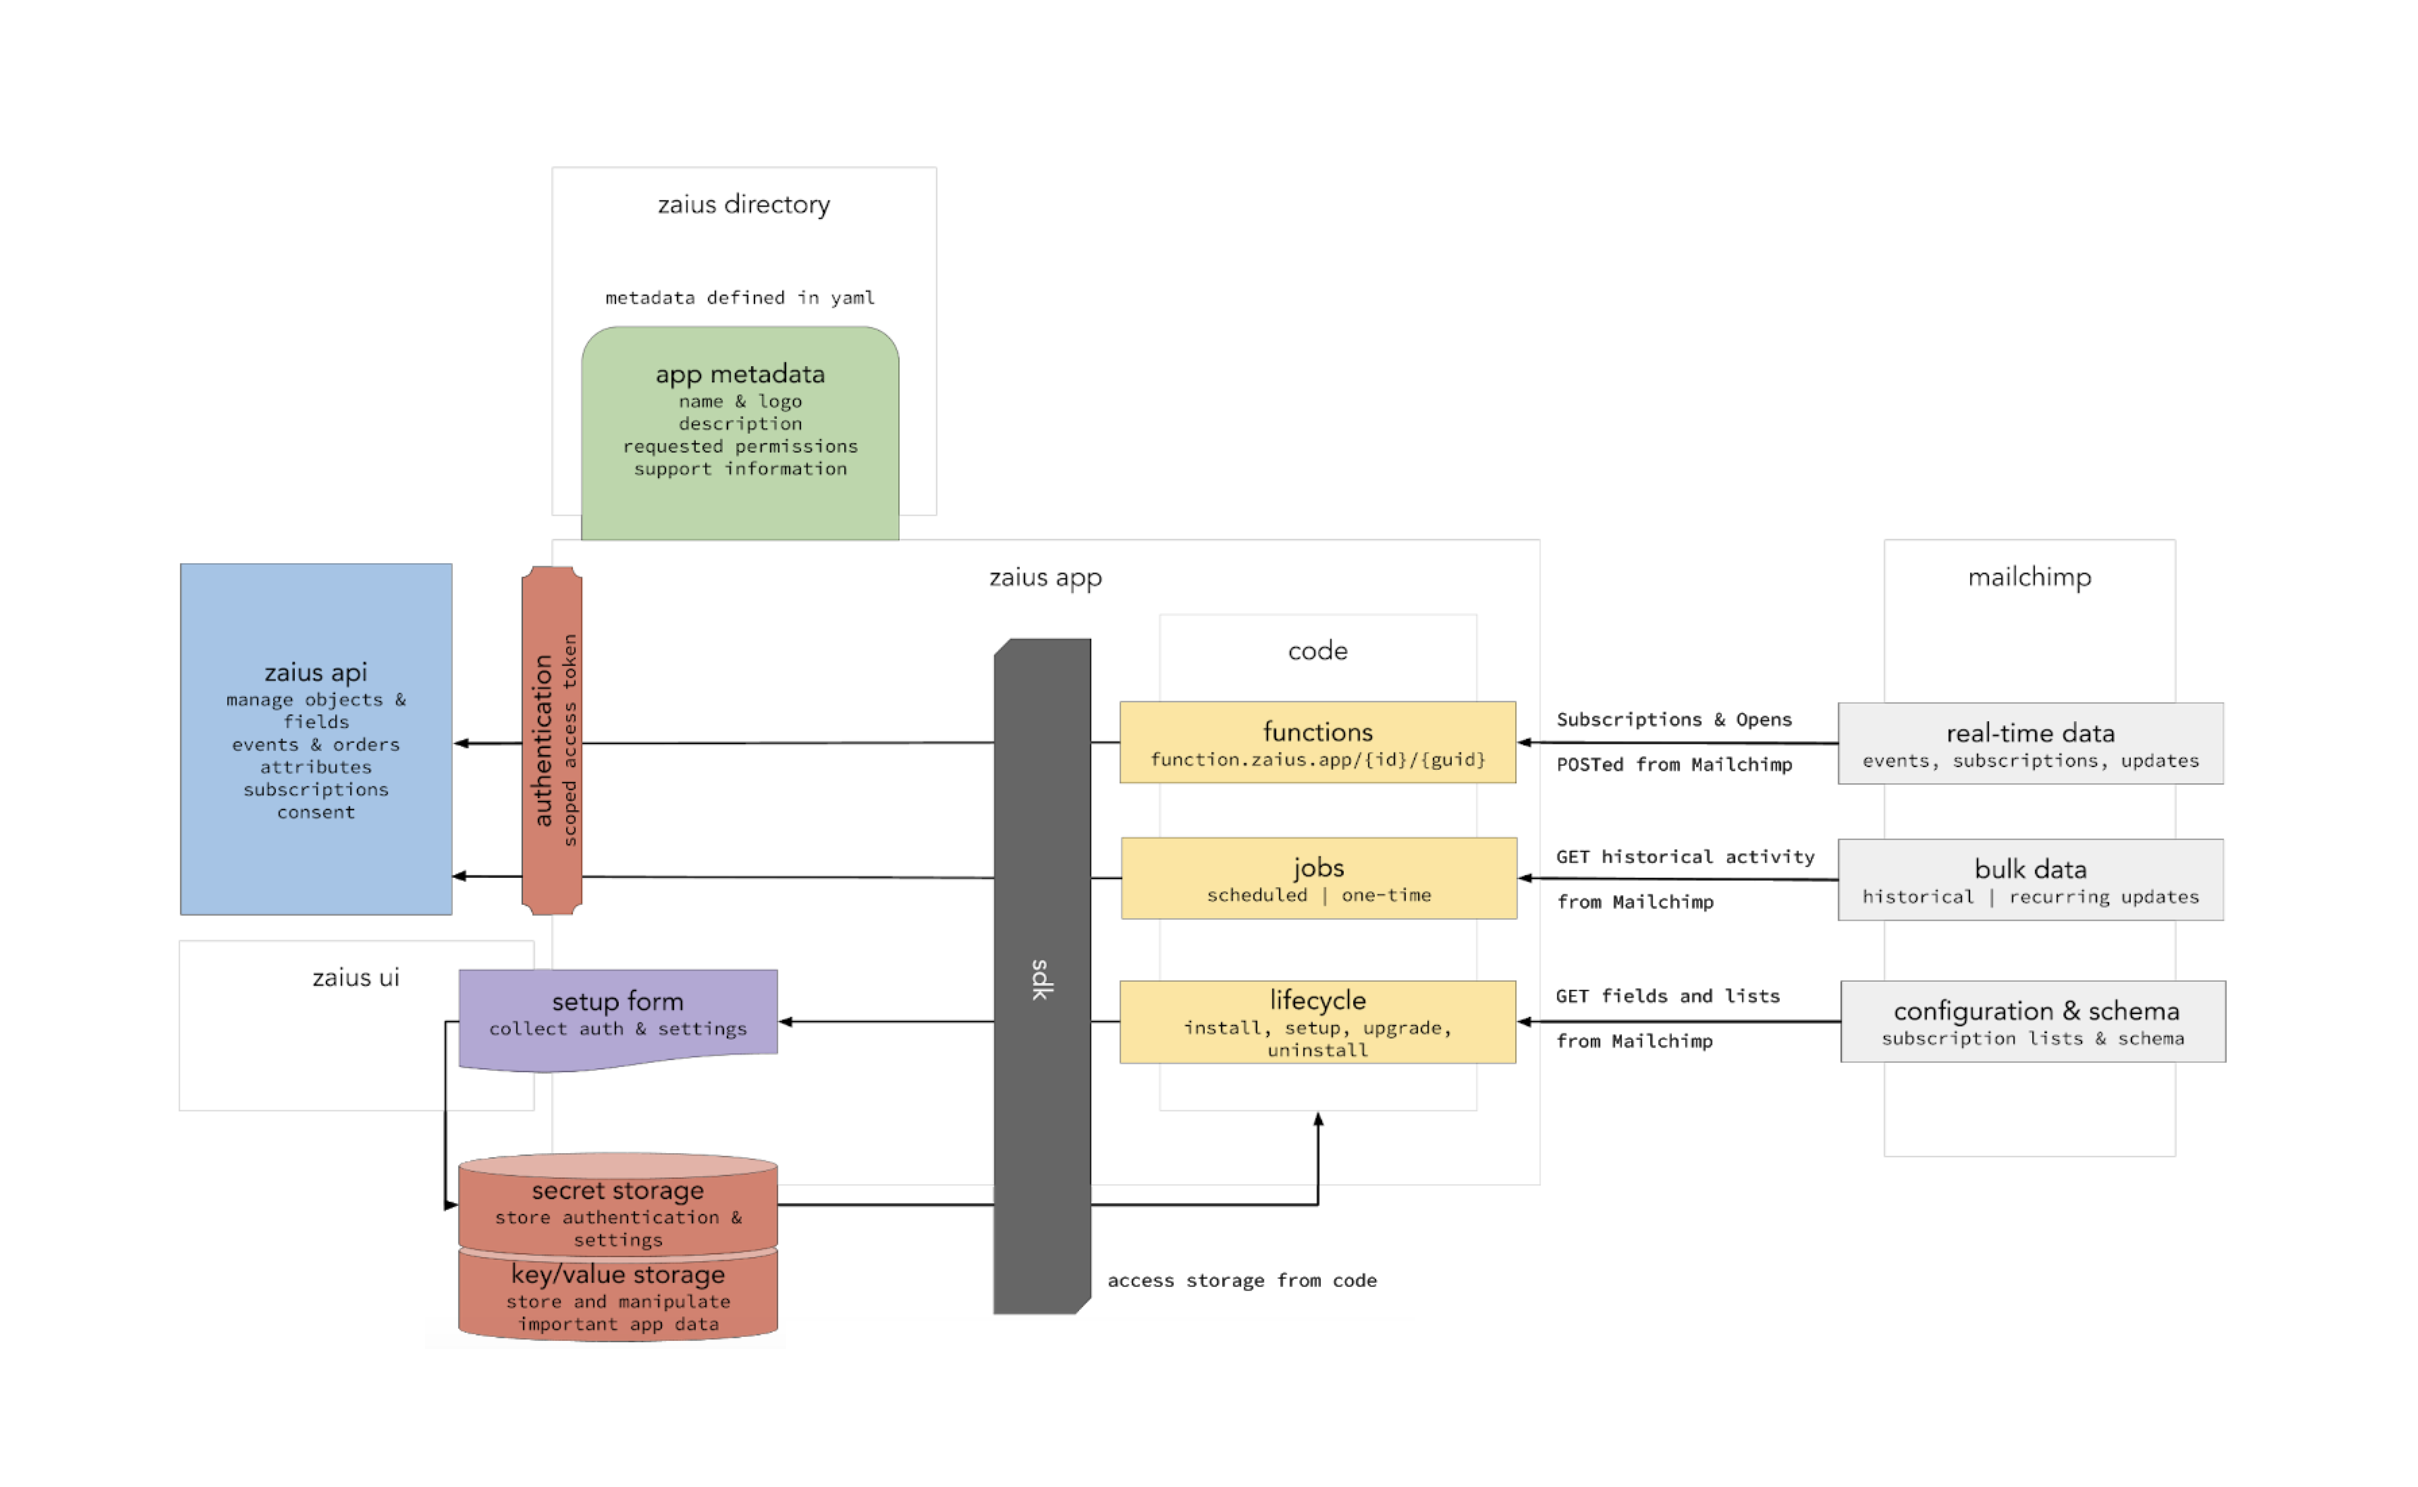 zaius directory
metadata defined in yaml
app metadata
name & logo
description
requested permissions
support information
zaius api
manage objects &
fields
events & orders
attributes
subscriptions
consent
authentication
scoped access token
zaius app
sdk
code
functions
function.zaius.app/{id}/{guid}
jobs
scheduled | one-time
lifecycle
install, setup, upgrade,
uninstall
Subscriptions & Opens
POSTed from Mailchimp
GET historical activity
from Mailchimp
GET fields and lists
from Mailchimp
mailchimp
real-time data
events, subscriptions, updates
bulk data
historical | recurring updates
configuration & schema
subscription lists & schema
zaius ui
setup form
collect auth & settings
secret storage
store authentication &
settings
key/value storage
store and manipulate
important app data
access storage from code